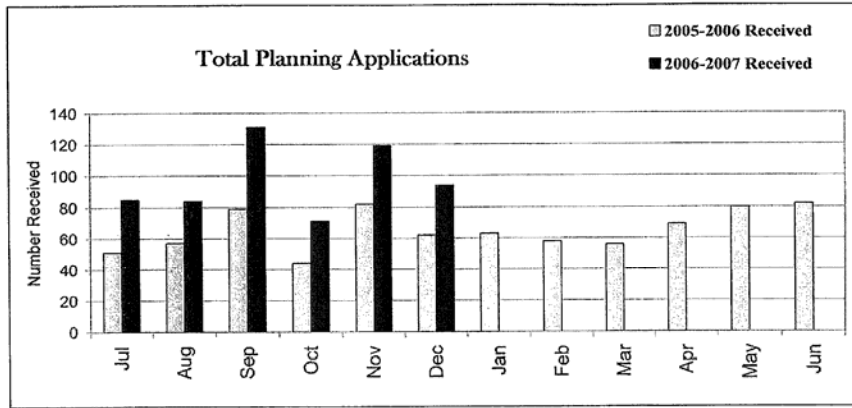 2005-2006 Received
Total Planning Applications
2006-2007 Received
140
120
100
80
60
40
20
0
Number Received
Jul
Aug
Sep
Oct
Nov
Dec
Jan
Feb
Mar
Apr
May
Jun